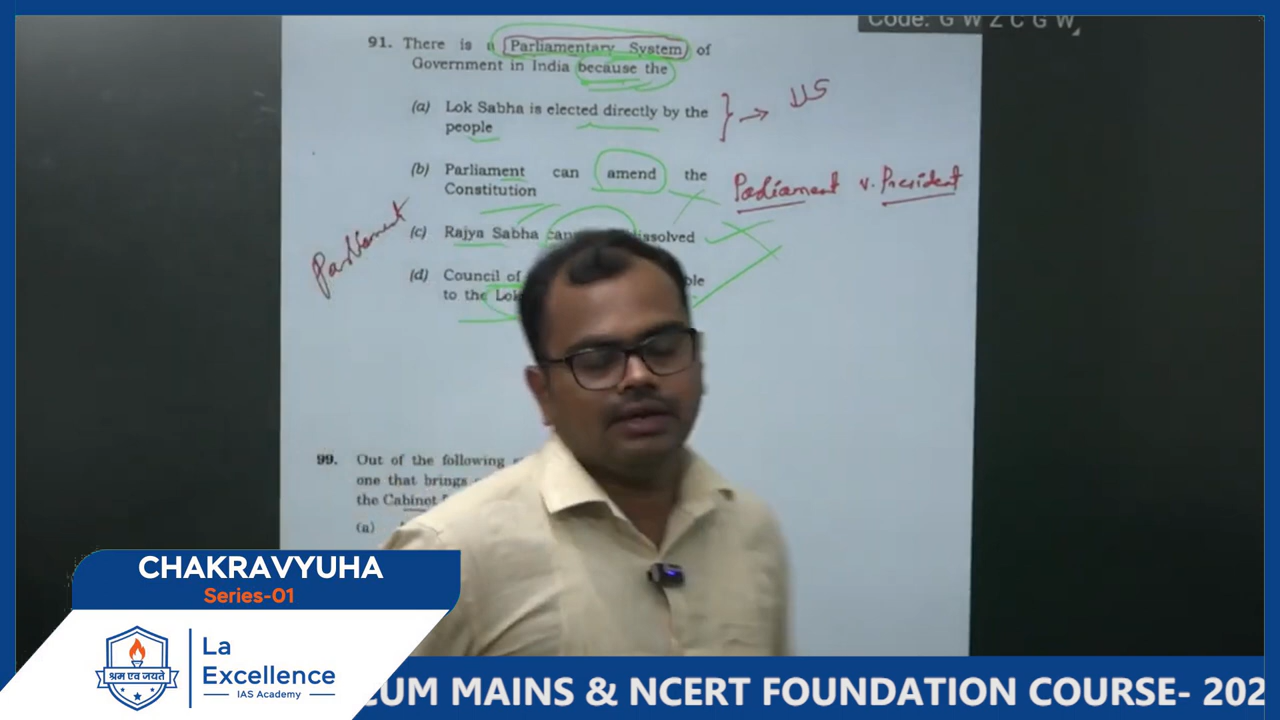 Code: G W Z C G W
91. There is a Parliamentary System of
Government in India because the
(a) Lok Sabha is elected directly by the
people
} → US
(b) Parliament can amend the
Constitution
Parliament v. President
Parliament
(c) Rajya Sabha
(d) Council of
to the Lok
99. Out of the following
one that brings
the Cabinet
(a)
CHAKRAVYUHA
Series-01
श्रम एव जयते
La
Excellence
IAS Academy
CUM MAINS & NCERT FOUNDATION COURSE- 202